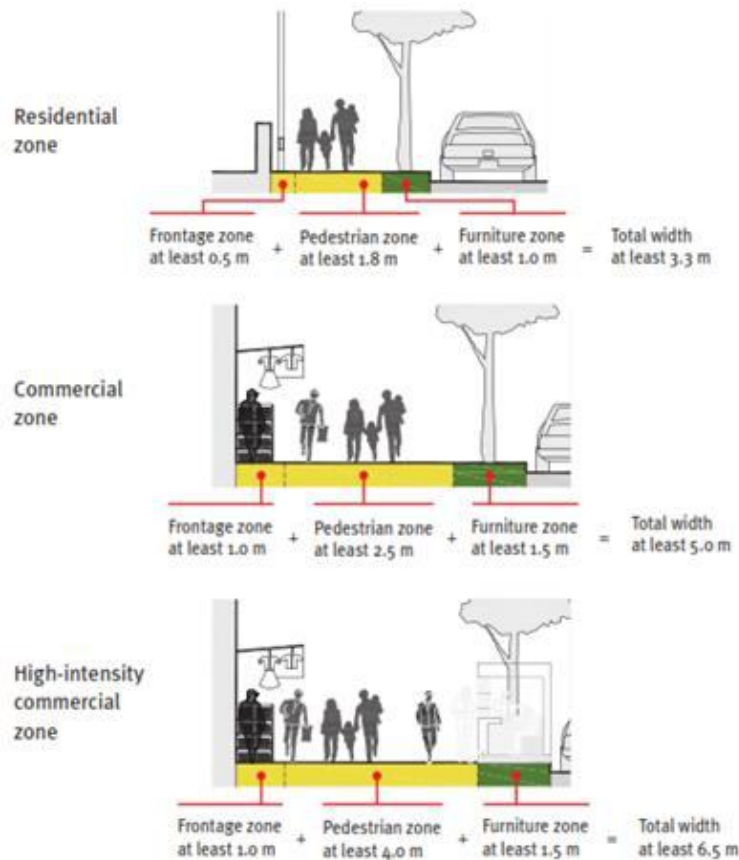 Residential
zone
Frontage zone
at least 0.5 m
+
Pedestrian zone
at least 1.8 m
+
Furniture zone
at least 1.0 m
=
Total width
at least 3.3 m
Commercial
zone
Frontage zone
at least 1.0 m
+
Pedestrian zone
at least 2.5 m
+
Furniture zone
at least 1.5 m
=
Total width
at least 5.0 m
High-intensity
commercial
zone
Frontage zone
at least 1.0 m
+
Pedestrian zone
at least 4.0 m
+
Furniture zone
at least 1.5 m
=
Total width
at least 6.5 m